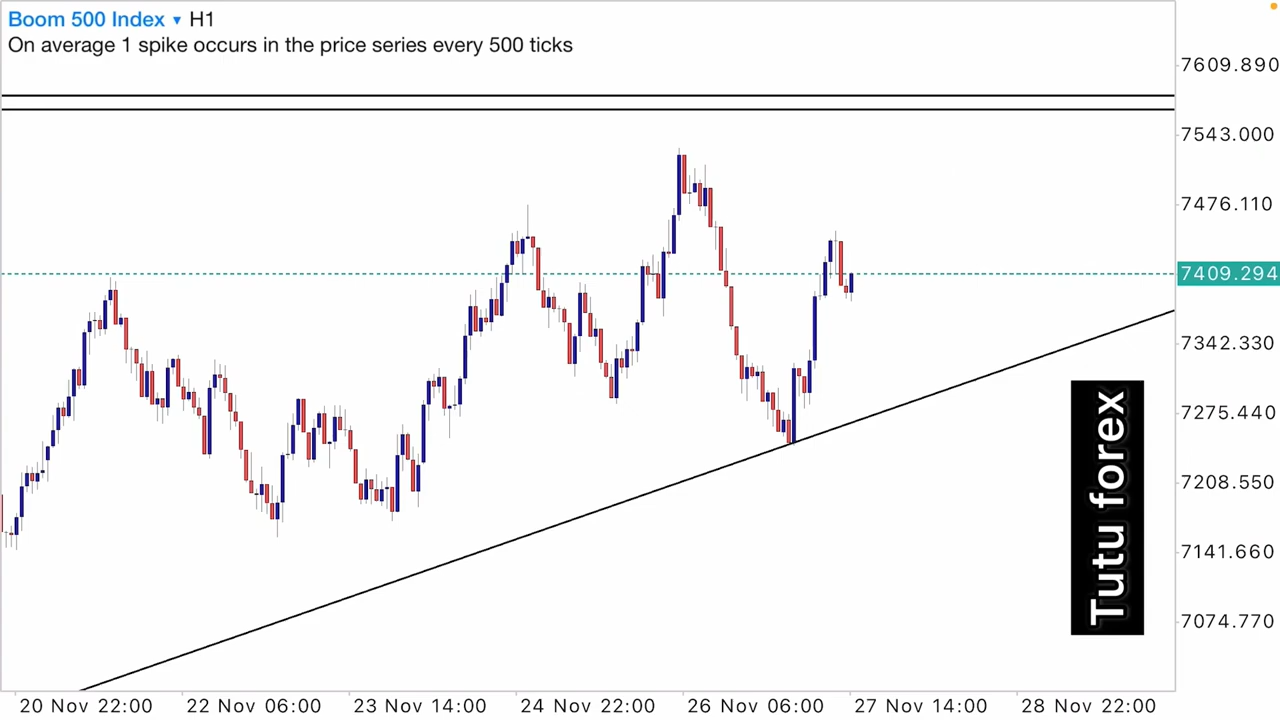 Boom 500 Index ▾ H1
On average 1 spike occurs in the price series every 500 ticks
7609.890
7543.000
7476.110
7409.294
7342.330
7275.440
7208.550
7141.660
7074.770
Tutu forex
20 Nov 22:00 22 Nov 06:00 23 Nov 14:00 24 Nov 22:00 26 Nov 06:00 27 Nov 14:00 28 Nov 22:00